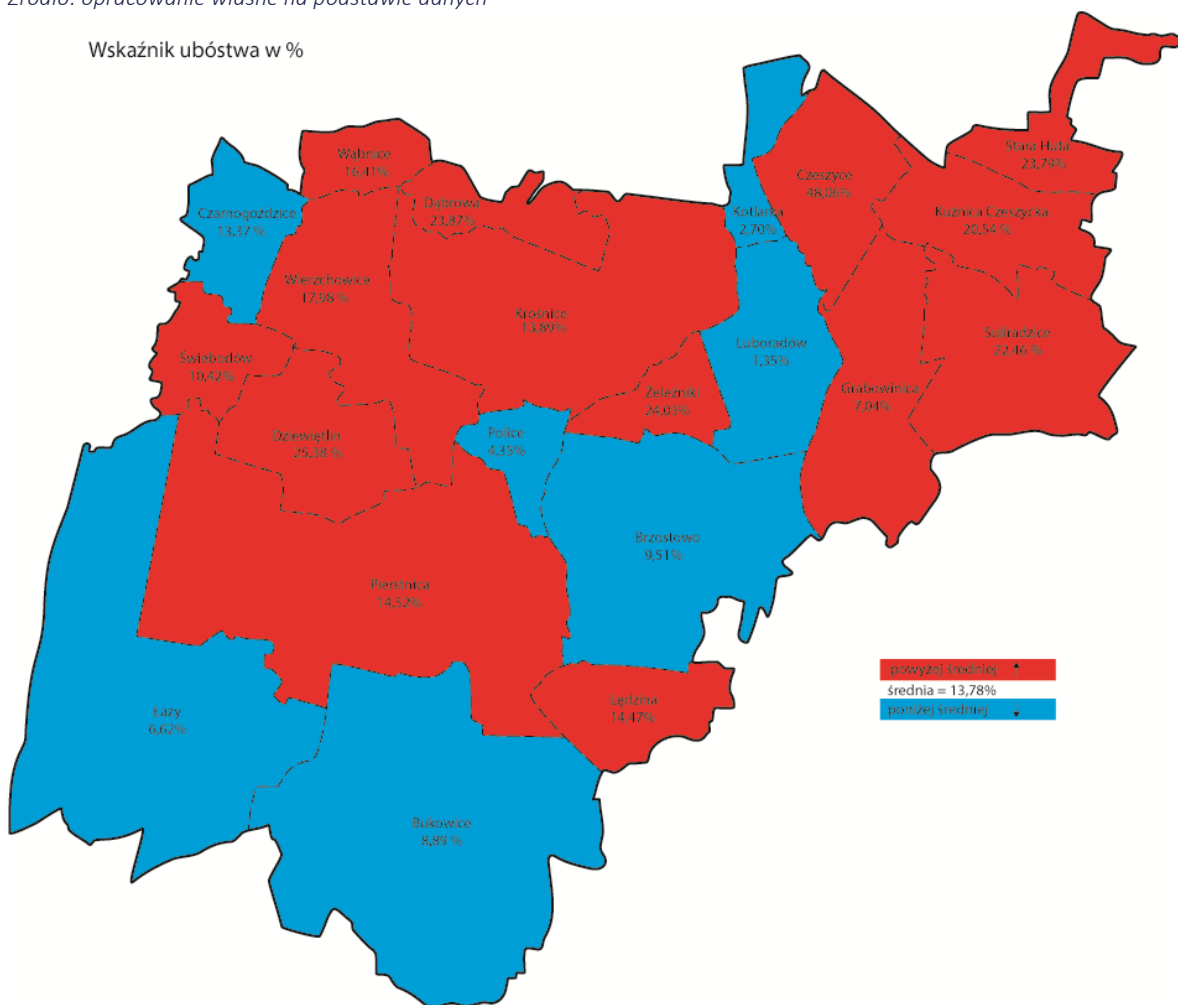 Źródło: opracowanie własne na podstawie danych
Wskaźnik ubóstwa w %
Stara Huta
23,79%
Wąbnice
16,41%
Czeszyce
48,06%
Dąbrowa
23,87%
Czarnogoździce
13,37 %
Kotlarka
2,70%
Kuźnica Czeszycka
20,54 %
Wierzchowice
17,98 %
Krośnice
13,89%
Luboradów
1,35%
Suliradzice
22,46 %
Świebodów
10,42%
Żeleźniki
24,03%
Grabownica
7,04%
Dziewiętlin
25,38 %
Police
4,35%
Brzostowo
9,51%
Pierstnica
14,52%
powyżej średniej
średnia = 13,78%
poniżej średniej
Łazy
6,62%
Lędzina
14,47%
Bukowice
8,89 %